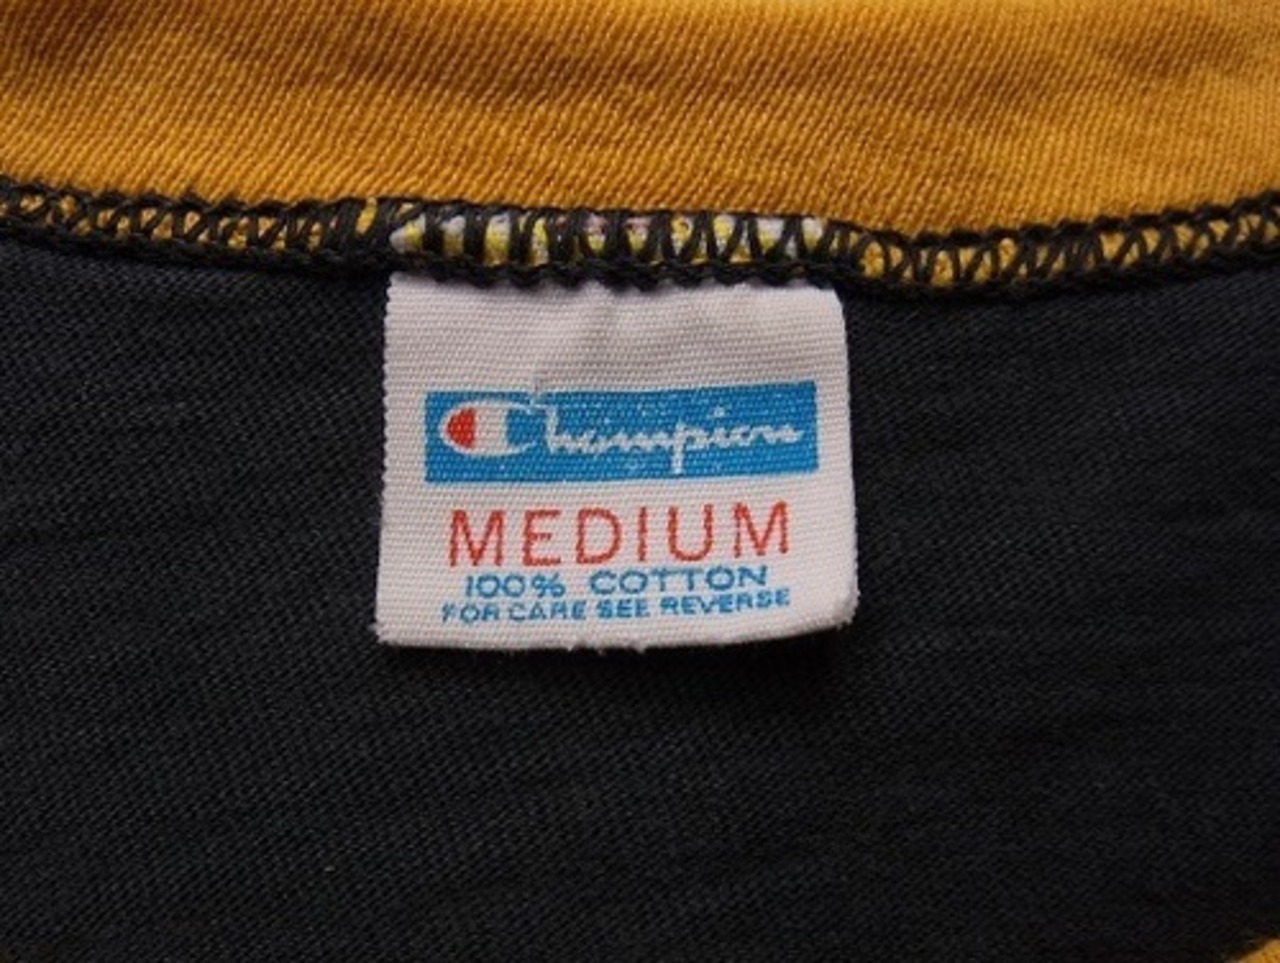 Champion
MEDIUM
100% COTTON
FOR CARE SEE REVERSE